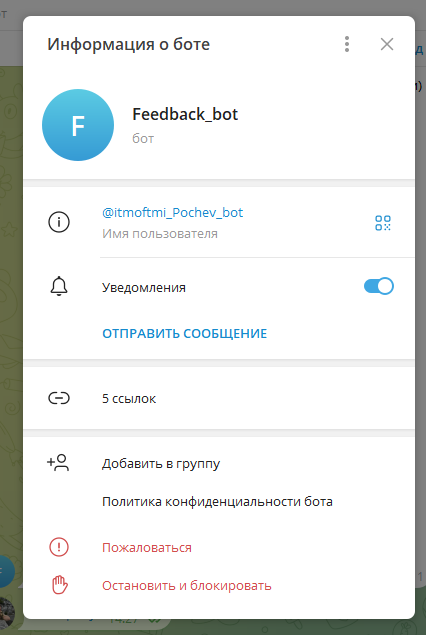 Информация о боте
F
Feedback_bot
бот
@itmoftmi_Pochev_bot
Имя пользователя
Уведомления
ОТПРАВИТЬ СООБЩЕНИЕ
5 ссылок
Добавить в группу
Политика конфиденциальности бота
Пожаловаться
Остановить и блокировать